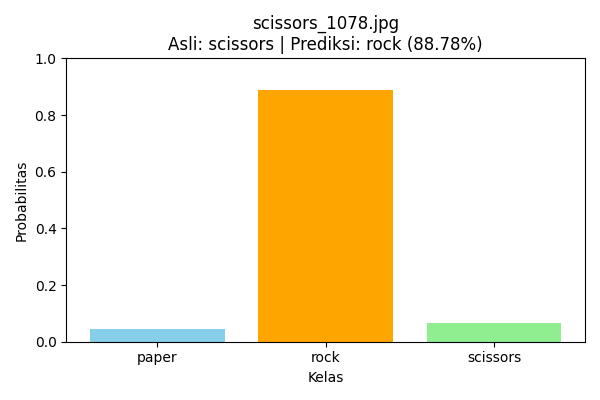 scissors_1078.jpg
Asli: scissors | Prediksi: rock (88.78%)
1.0
0.8
0.6
0.4
0.2
0.0
Probabilitas
paper
rock
scissors
Kelas